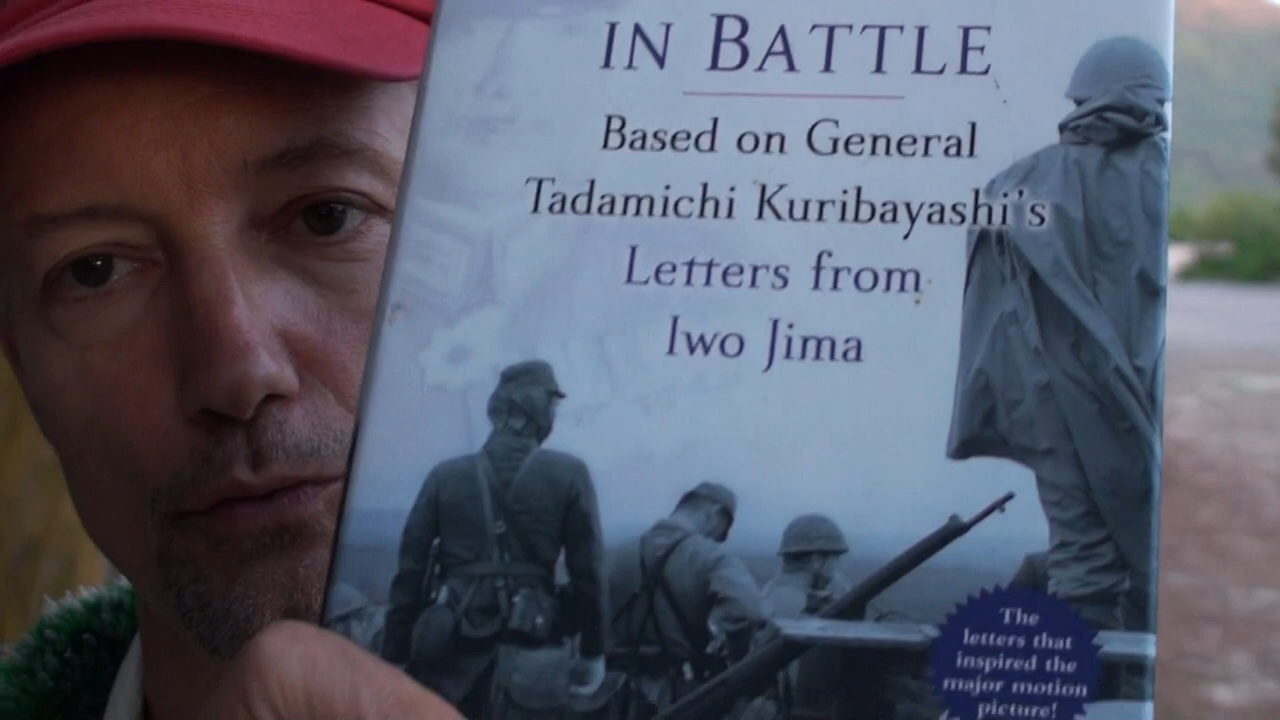 IN BATTLE
Based on General
Tadamichi Kuribayashi's
Letters from
Iwo Jima
The
letters that
inspired the
major motion
picture!